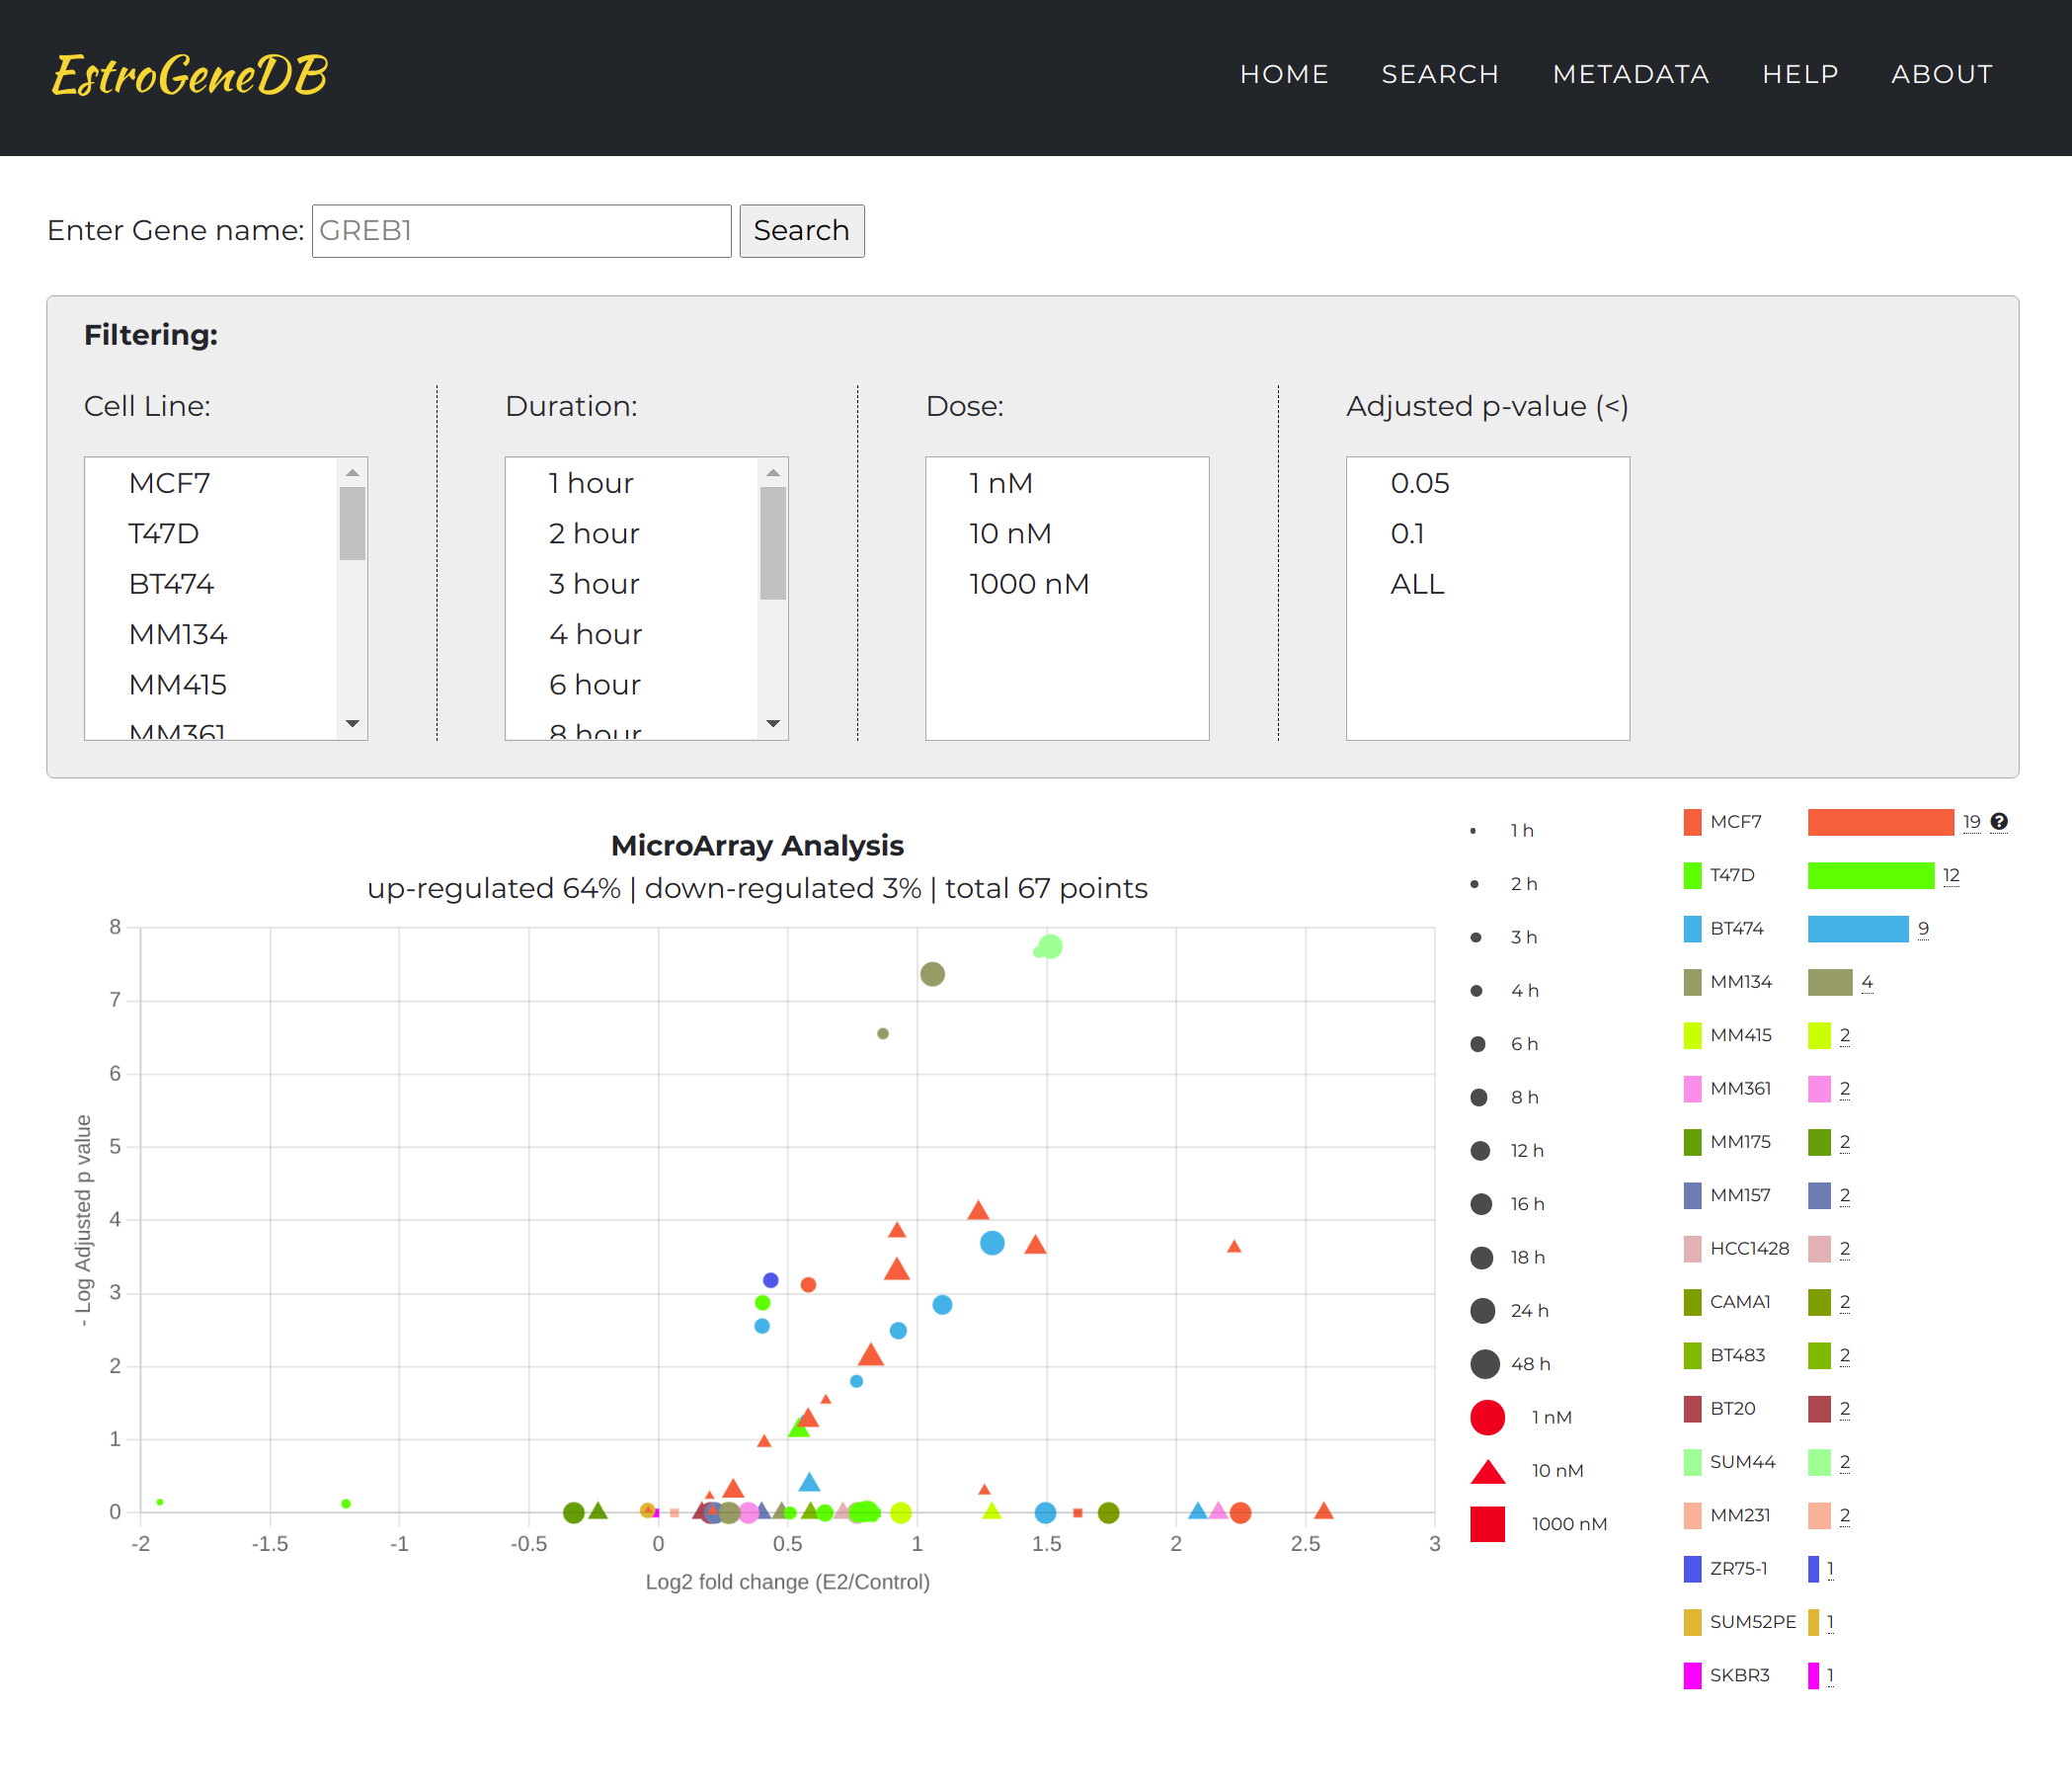 EstroGeneDB
HOME SEARCH METADATA HELP ABOUT
Enter Gene name: GREB1 Search
Filtering:
Cell Line: Duration: Dose: Adjusted p-value (<)
MCF7 1 hour 1 nM 0.05
T47D 2 hour 10 nM 0.1
BT474 3 hour 1000 nM ALL
MM134 4 hour
MM415 6 hour
MM361 8 hour
MicroArray Analysis
up-regulated 64% | down-regulated 3% | total 67 points
8
7
6
5
4
3
2
1
0
- Log Adjusted p value
-2 -1.5 -1 -0.5 0 0.5 1 1.5 2 2.5 3
Log2 fold change (E2/Control)
1 h
2 h
3 h
4 h
6 h
8 h
12 h
16 h
18 h
24 h
48 h
1 nM
10 nM
1000 nM
MCF7 19 ?
T47D 12
BT474 9
MM134 4
MM415 2
MM361 2
MM175 2
MM157 2
HCC1428 2
CAMA1 2
BT483 2
BT20 2
SUM44 2
MM231 2
ZR75-1 1
SUM52PE 1
SKBR3 1